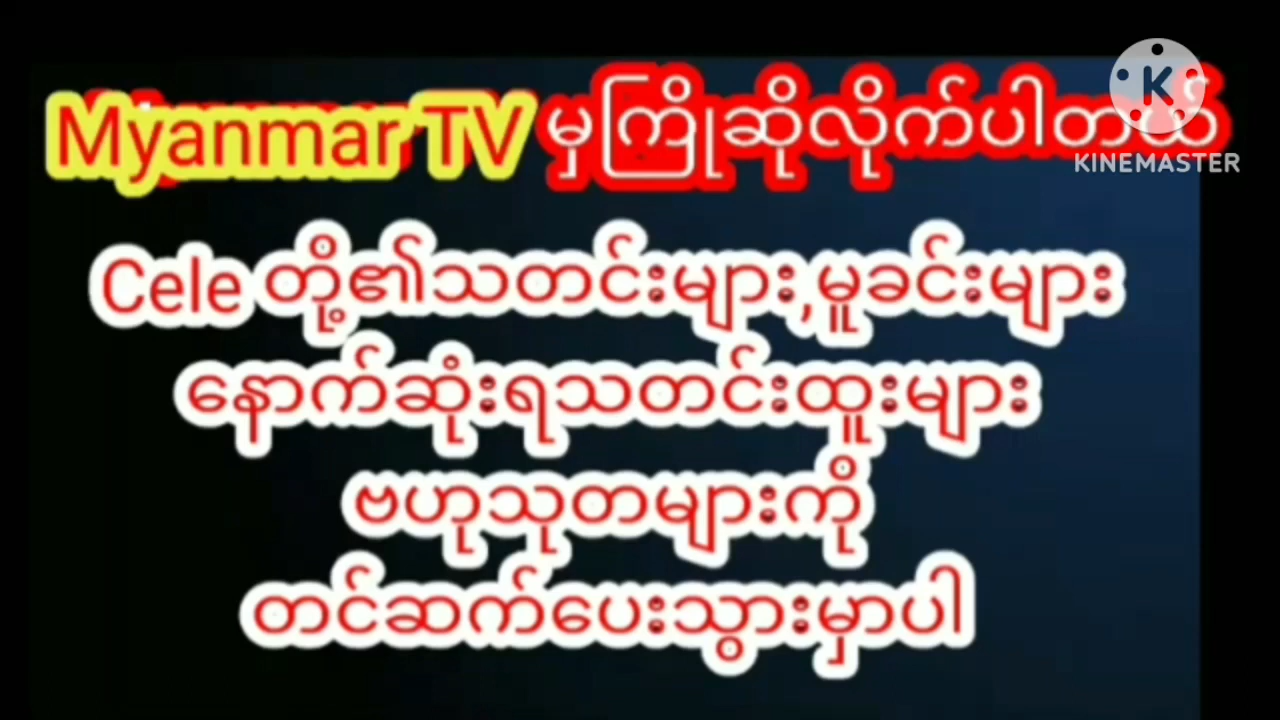 Myanmar TV မှကြိုဆိုလိုက်ပါတယ်
KINEMASTER
Cele တို့၏သတင်းများ,မူခင်းများ
နောက်ဆုံးရသတင်းထူးများ
ဗဟုသုတများကို
တင်ဆက်ပေးသွားမှာပါ